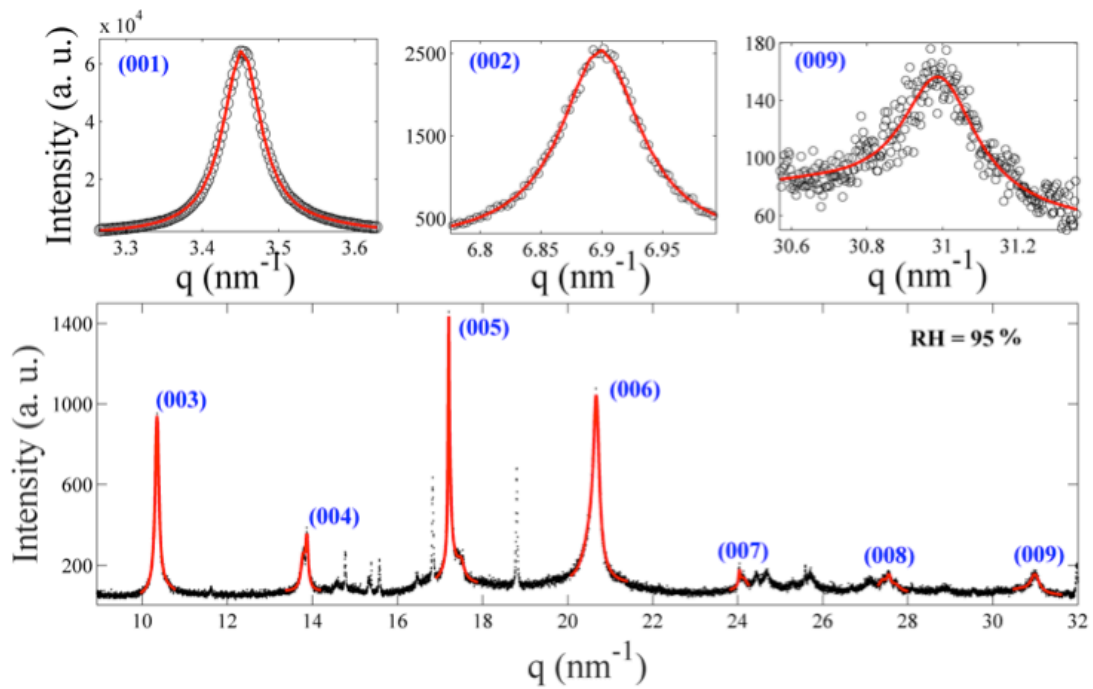 x 10⁴
(001)
(002)
(009)
Intensity (a. u.)
6
4
2
2500
1500
500
180
140
100
60
3.3 3.4 3.5 3.6
6.8 6.85 6.9 6.95
30.6 30.8 31 31.2
q (nm⁻¹)
q (nm⁻¹)
q (nm⁻¹)
Intensity (a. u.)
1400
1000
600
200
(003)
(004)
(005)
(006)
(007)
(008)
(009)
RH = 95 %
10 12 14 16 18 20 22 24 26 28 30 32
q (nm⁻¹)